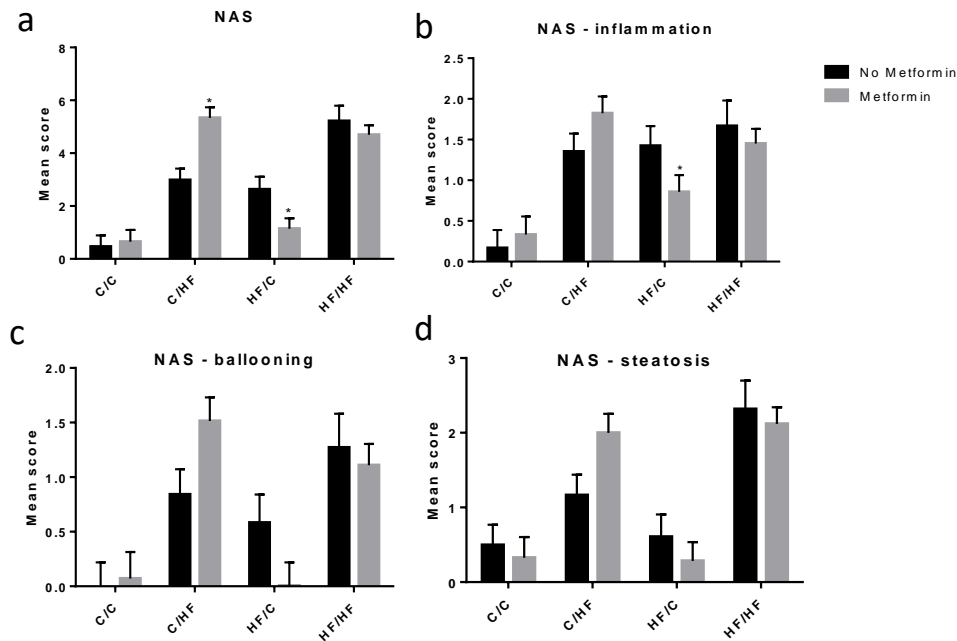 a
NAS
Mean score
8
6
4
2
0
*
*
C/C
C/HF
HF/C
HF/HF
b
NAS - inflammation
Mean score
2.5
2.0
1.5
1.0
0.5
0.0
*
C/C
C/HF
HF/C
HF/HF
No Metformin
Metformin
c
NAS - ballooning
Mean score
2.0
1.5
1.0
0.5
0.0
C/C
C/HF
HF/C
HF/HF
d
NAS - steatosis
Mean score
3
2
1
0
C/C
C/HF
HF/C
HF/HF